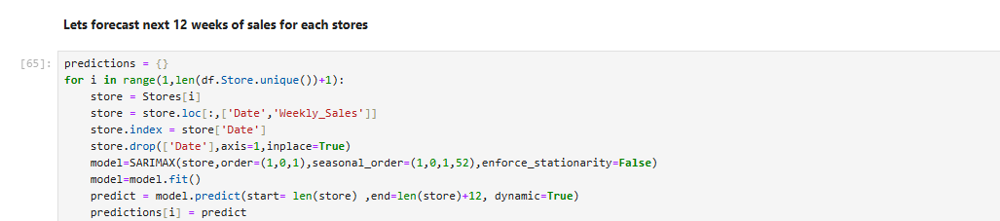 Lets forecast next 12 weeks of sales for each stores
[65]: predictions = {}
for i in range(1,len(df.Store.unique())+1):
    store = Stores[i]
    store = store.loc[:,['Date','Weekly_Sales']]
    store.index = store['Date']
    store.drop(['Date'],axis=1,inplace=True)
    model=SARIMAX(store,order=(1,0,1),seasonal_order=(1,0,1,52),enforce_stationarity=False)
    model=model.fit()
    predict = model.predict(start= len(store) ,end=len(store)+12, dynamic=True)
    predictions[i] = predict